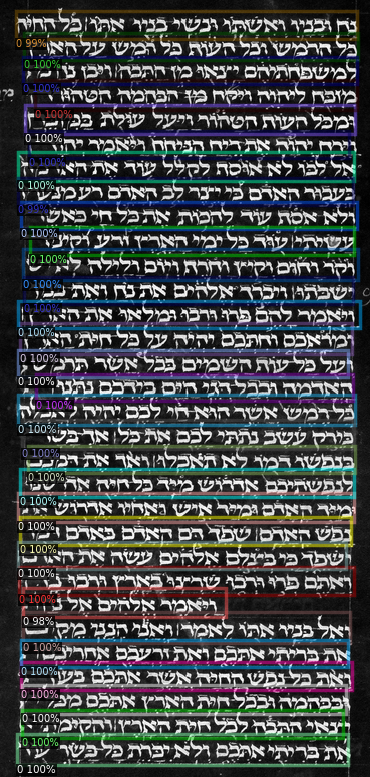 נח ובניו ואשתו ונשי בניו אתו כל החיה
כל הרמש וכל העוף כל רומש על הארץ
למשפחתיהם יצאו מן התבה ויבן נח
מזבח ליהוה ויקח מכל הבהמה הטהורה
ומכל העוף הטהור ויעל עולת במזבח
וירח יהוה את ריח הניחח ויאמר יהוה
אל לבו לא אוסף לקלל עוד את האדמה
בעבור האדם כי יצר לב האדם רע מנעריו
ולא אסף עוד להכות את כל חי כאשר
עשיתי עוד כל ימי הארץ זרע וקציר
וקר וחום וקיץ וחרף ויום ולילה לא
ישבתו ויברך אלהים את נח ואת בניו
ויאמר להם פרו ורבו ומלאו את הארץ
ומוראכם וחתכם יהיה על כל חית הארץ
ועל כל עוף השמים בכל אשר תרמש
האדמה ובכל דגי הים בידכם נתנו
כל רמש אשר הוא חי לכם יהיה לאכלה
כירק עשב נתתי לכם את כל אך בשר
בנפשו דמו לא תאכלו ואך את דמכם
לנפשתיכם אדרוש מיד כל חיה אדרשנו
ומיד האדם ומיד איש אחיו אדרוש את
נפש האדם שפך דם האדם באדם דמו
ישפך כי בצלם אלהים עשה את האדם
ואתם פרו ורבו שרצו בארץ ורבו בה
ויאמר אלהים אל נח
ואל בניו אתו לאמר ואני הנני מקים
את בריתי אתכם ואת זרעכם אחריכם
ואת כל נפש החיה אשר אתכם בעוף
בבהמה ובכל חית הארץ אתכם מכל
יצאי התבה לכל חית הארץ והקימתי
את בריתי אתכם ולא יכרת כל בשר עוד